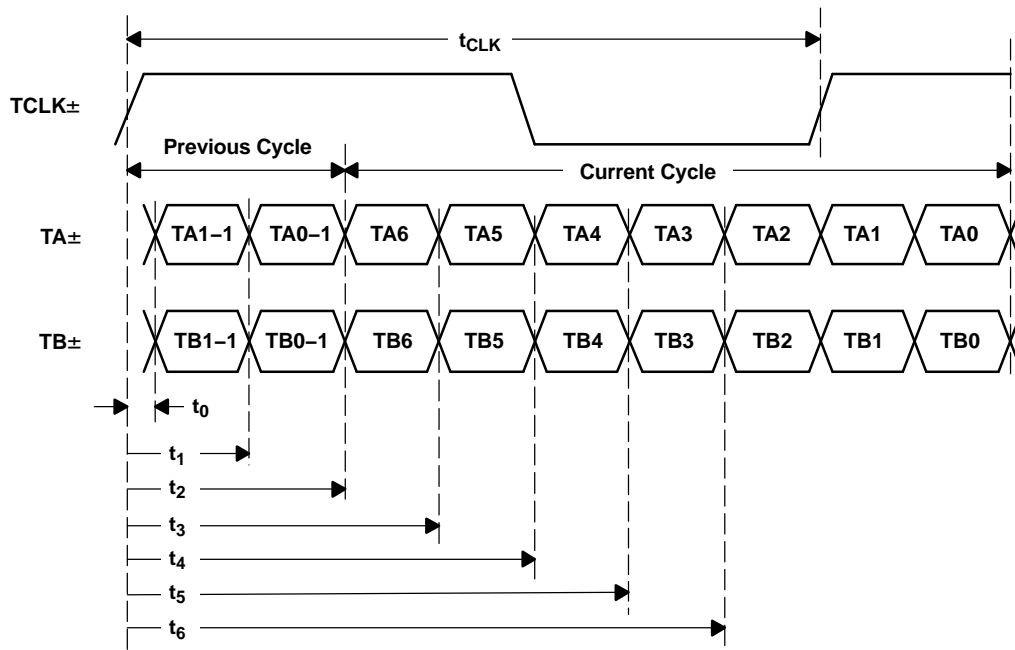 tCLK
TCLK±
Previous Cycle
Current Cycle
TA±
TA1–1 TA0–1 TA6 TA5 TA4 TA3 TA2 TA1 TA0
TB±
TB1–1 TB0–1 TB6 TB5 TB4 TB3 TB2 TB1 TB0
t0
t1
t2
t3
t4
t5
t6